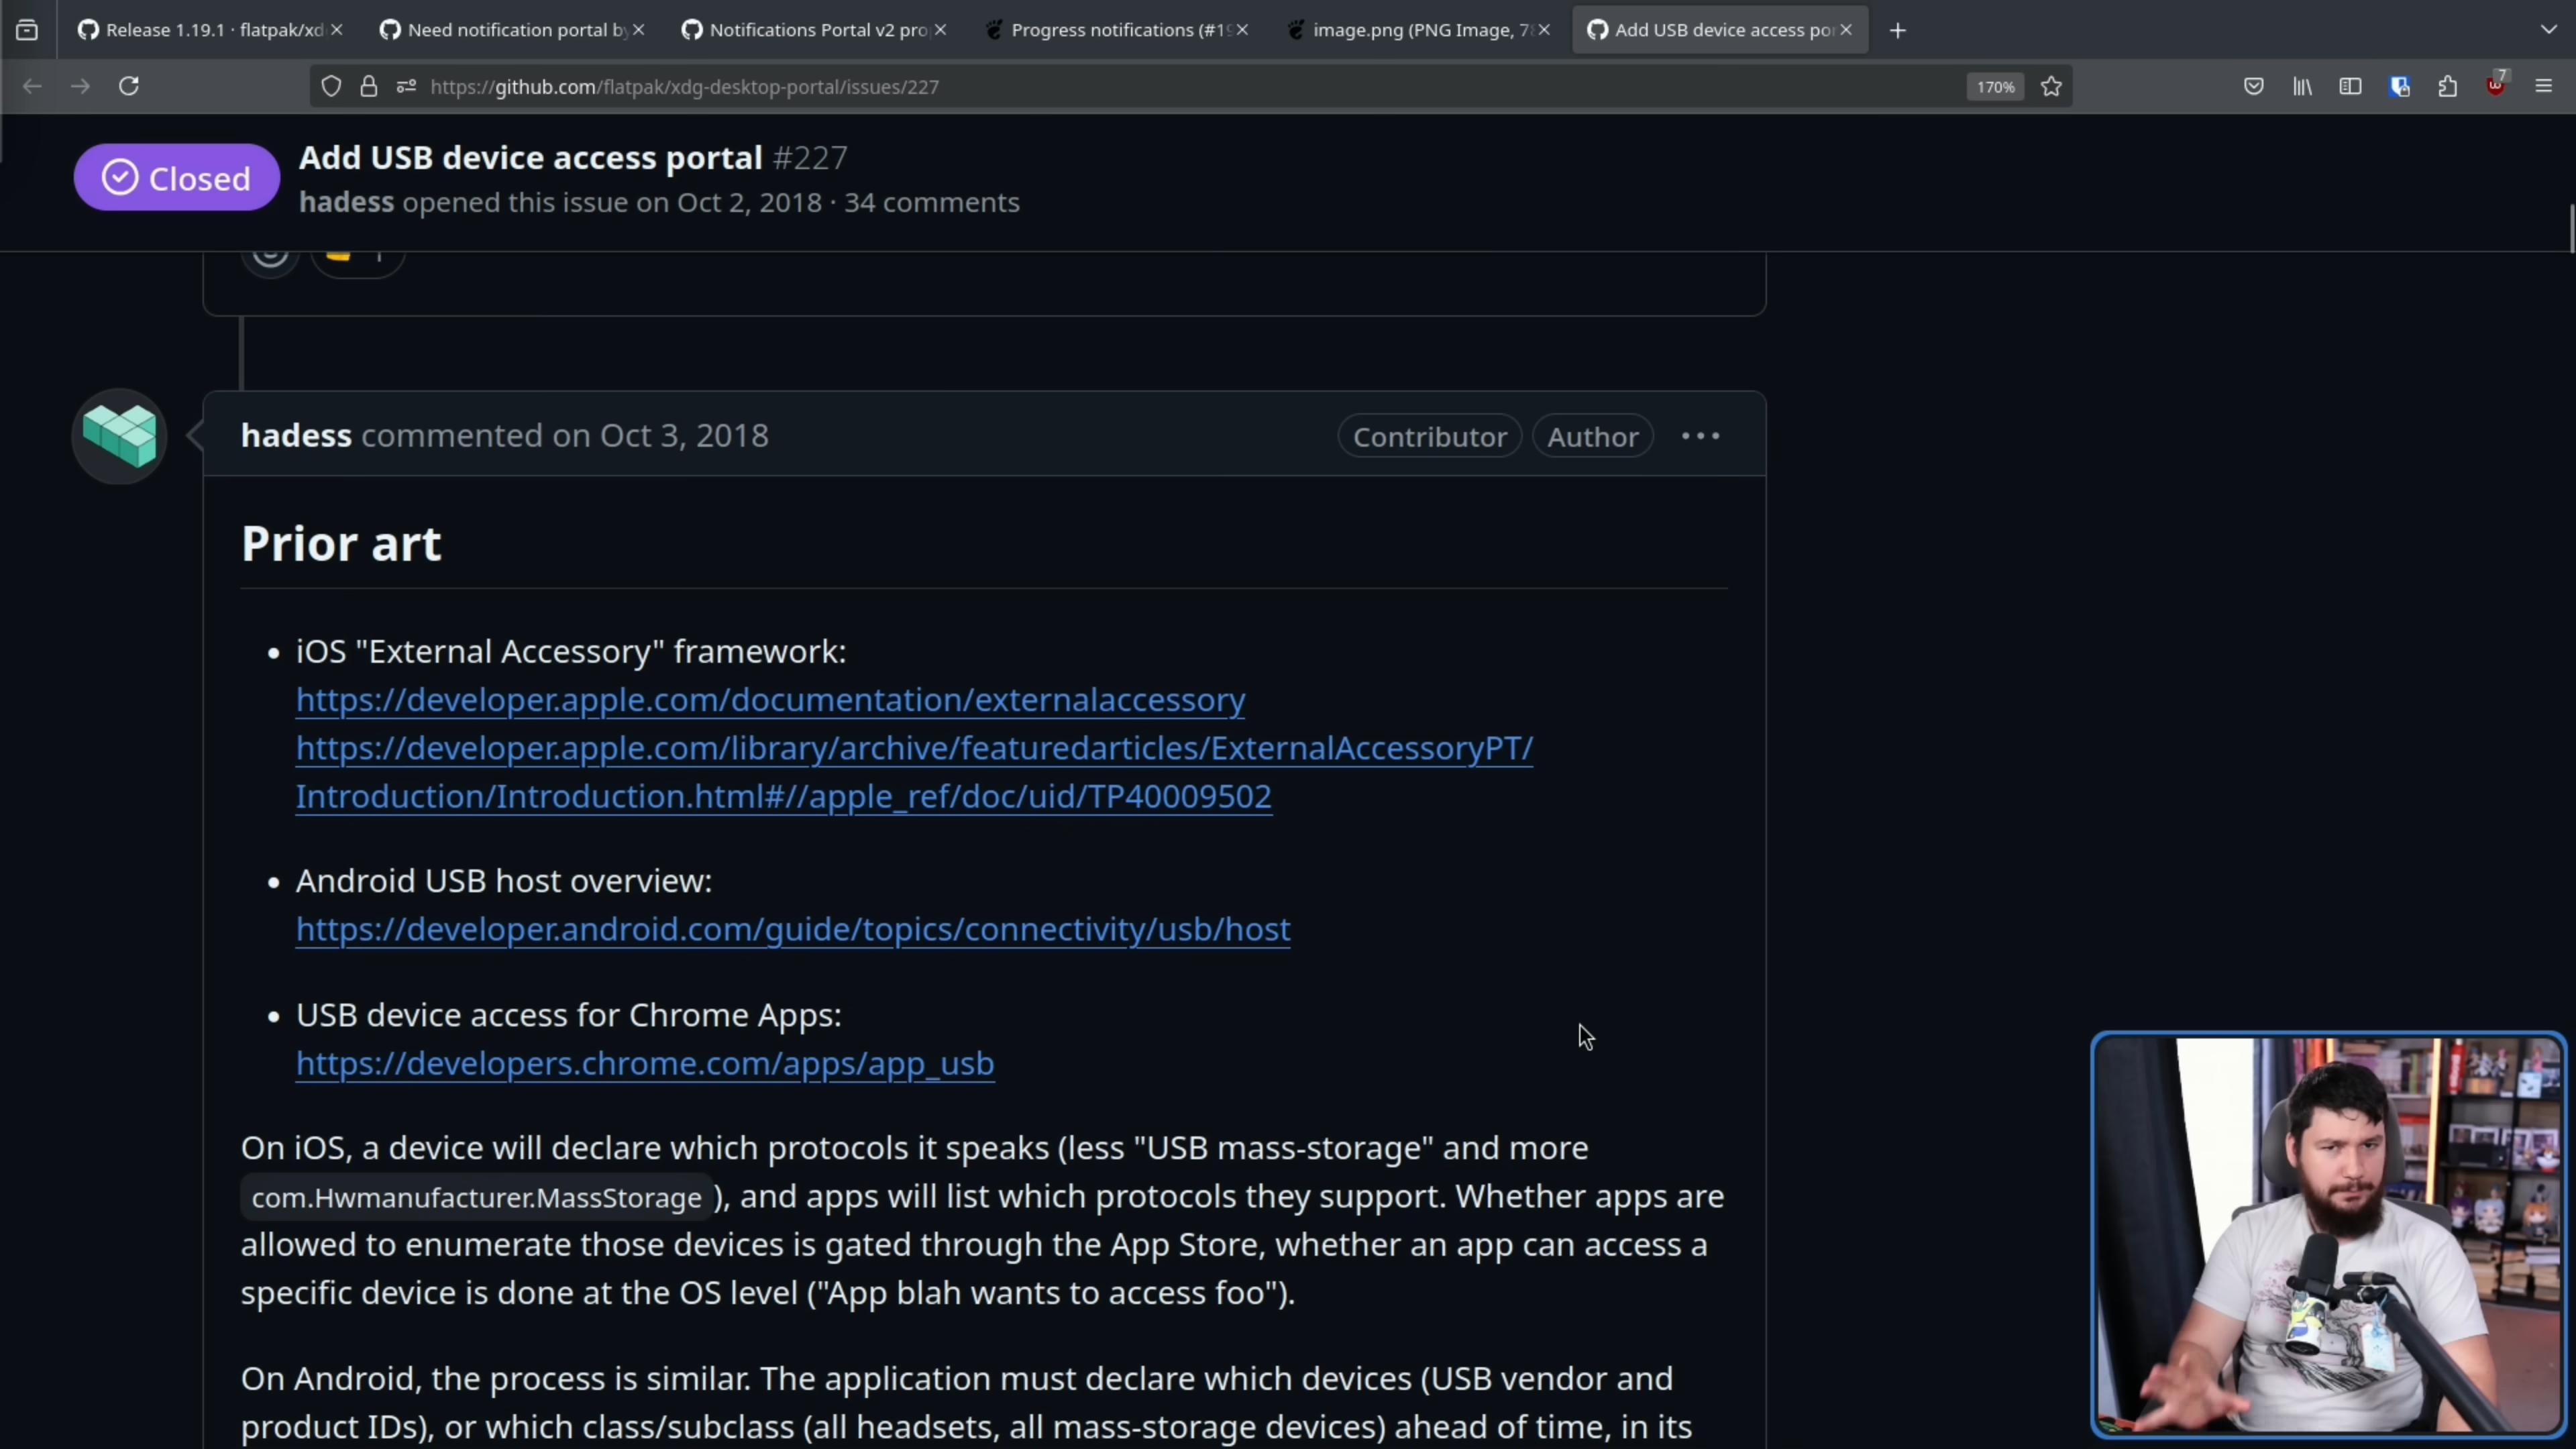 Release 1.19.1 · flatpak/xd
Need notification portal by
Notifications Portal v2 pro
Progress notifications (#19
image.png (PNG Image, 78
Add USB device access por
https://github.com/flatpak/xdg-desktop-portal/issues/227
170%
7
Closed
Add USB device access portal #227
hadess opened this issue on Oct 2, 2018 · 34 comments
hadess commented on Oct 3, 2018
Contributor
Author
Prior art
• iOS "External Accessory" framework:
https://developer.apple.com/documentation/externalaccessory
https://developer.apple.com/library/archive/featuredarticles/ExternalAccessoryPT/
Introduction/Introduction.html#//apple_ref/doc/uid/TP40009502
• Android USB host overview:
https://developer.android.com/guide/topics/connectivity/usb/host
• USB device access for Chrome Apps:
https://developers.chrome.com/apps/app_usb
On iOS, a device will declare which protocols it speaks (less "USB mass-storage" and more
com.Hwmanufacturer.MassStorage ), and apps will list which protocols they support. Whether apps are
allowed to enumerate those devices is gated through the App Store, whether an app can access a
specific device is done at the OS level ("App blah wants to access foo").
On Android, the process is similar. The application must declare which devices (USB vendor and
product IDs), or which class/subclass (all headsets, all mass-storage devices) ahead of time, in its